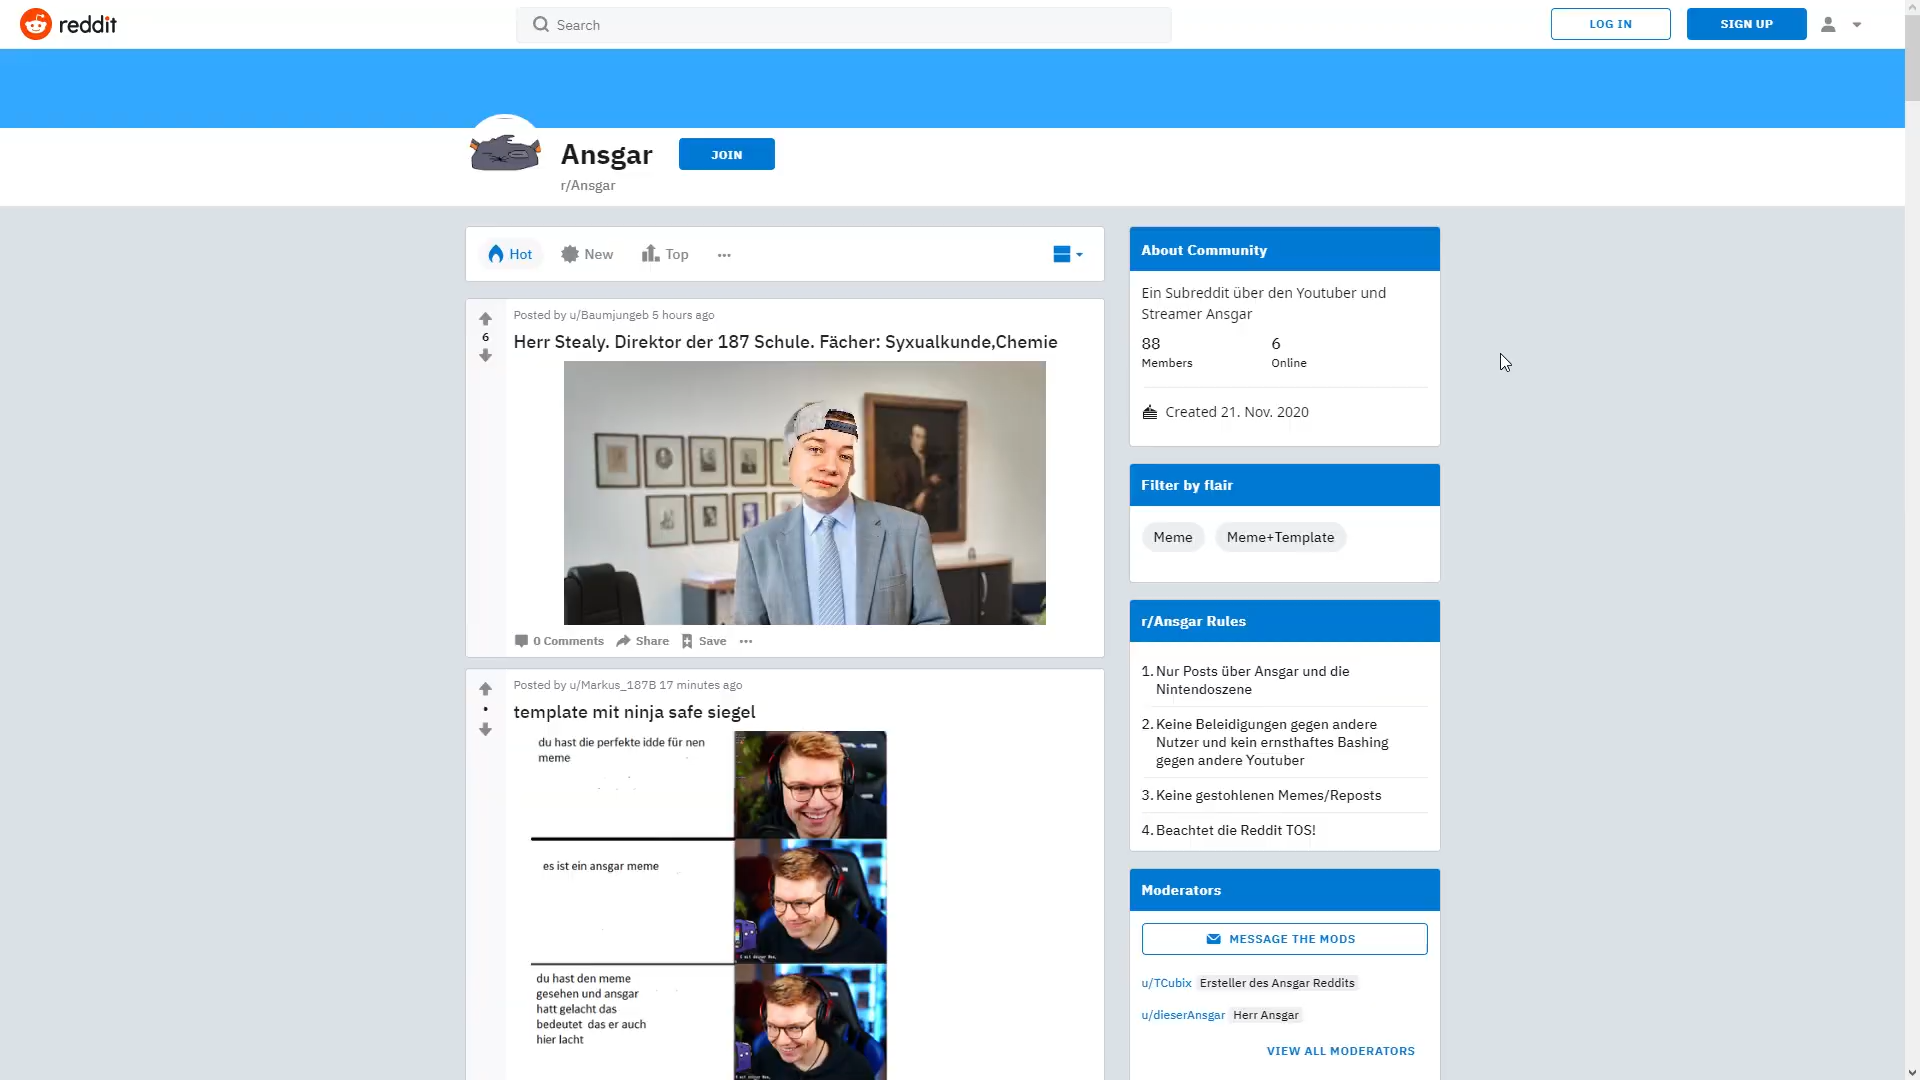 reddit
Search
LOG IN
SIGN UP
Ansgar
JOIN
r/Ansgar
Hot
New
Top
Posted by u/Baumjungeb 5 hours ago
6
Herr Stealy. Direktor der 187 Schule. Fächer: Syxualkunde,Chemie
0 Comments
Share
Save
Posted by u/Markus_187B 17 minutes ago
template mit ninja safe siegel
du hast die perfekte idde für nen
meme
es ist ein ansgar meme
du hast den meme
gesehen und ansgar
hatt gelacht das
bedeutet das er auch
hier lacht
About Community
Ein Subreddit über den Youtuber und
Streamer Ansgar
88
6
Members
Online
Created 21. Nov. 2020
Filter by flair
Meme
Meme+Template
r/Ansgar Rules
1. Nur Posts über Ansgar und die
Nintendoszene
2. Keine Beleidigungen gegen andere
Nutzer und kein ernsthaftes Bashing
gegen andere Youtuber
3. Keine gestohlenen Memes/Reposts
4. Beachtet die Reddit TOS!
Moderators
MESSAGE THE MODS
u/TCubix Ersteller des Ansgar Reddits
u/dieserAnsgar Herr Ansgar
VIEW ALL MODERATORS